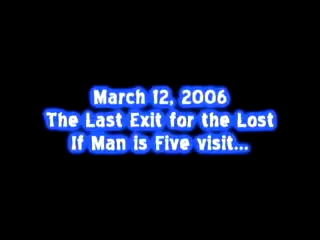 March 12, 2006
The Last Exit for the Lost
If Man is Five visit...